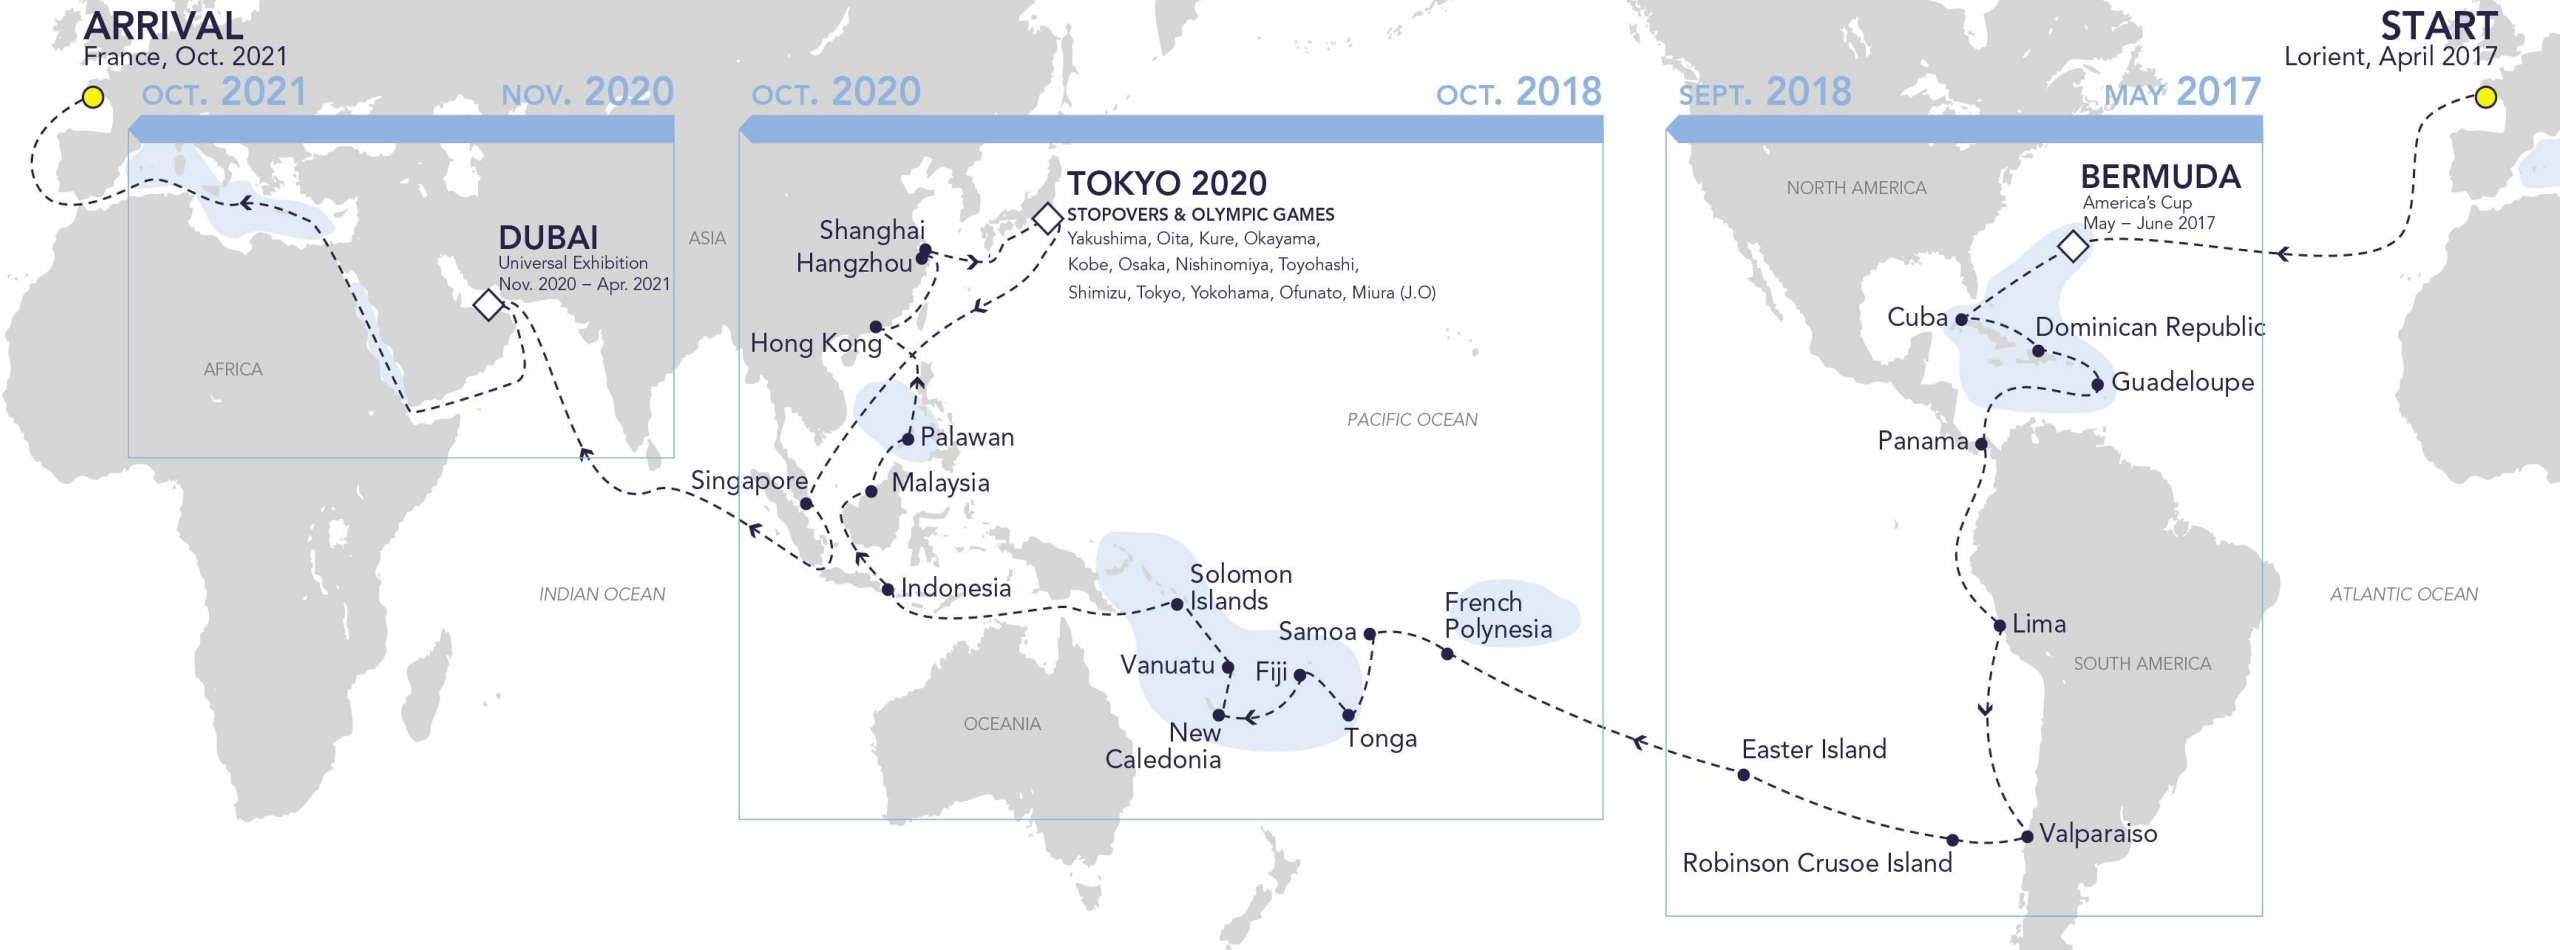 ARRIVAL
France, Oct. 2021
START
Lorient, April 2017
OCT. 2021
NOV. 2020
OCT. 2020
OCT. 2018
SEPT. 2018
MAY 2017
DUBAI
Universal Exhibition
Nov. 2020 – Apr. 2021
AFRICA
ASIA
INDIAN OCEAN
TOKYO 2020
STOPOVERS & OLYMPIC GAMES
Yakushima, Oita, Kure, Okayama,
Kobe, Osaka, Nishinomiya, Toyohashi,
Shimizu, Tokyo, Yokohama, Ofunato, Miura (J.O)
Shanghai
Hangzhou
Hong Kong
Palawan
Singapore
Malaysia
Indonesia
PACIFIC OCEAN
Solomon
Islands
French
Polynesia
Samoa
Vanuatu
Fiji
New
Caledonia
Tonga
OCEANIA
BERMUDA
America's Cup
May – June 2017
NORTH AMERICA
Cuba
Dominican Republic
Guadeloupe
Panama
Lima
SOUTH AMERICA
ATLANTIC OCEAN
Easter Island
Valparaiso
Robinson Crusoe Island